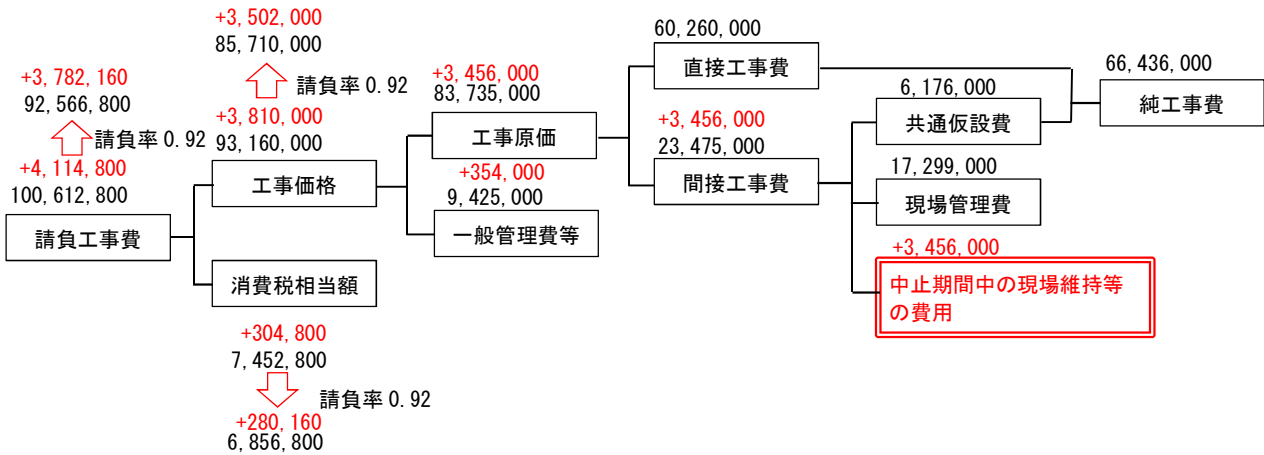 +3,502,000
85,710,000
請負率 0.92
+3,810,000
93,160,000
工事価格
+3,782,160
92,566,800
請負率 0.92
+4,114,800
100,612,800
請負工事費
消費税相当額
+304,800
7,452,800
請負率 0.92
+280,160
6,856,800
+3,456,000
83,735,000
工事原価
+354,000
9,425,000
一般管理費等
60,260,000
直接工事費
+3,456,000
23,475,000
間接工事費
6,176,000
共通仮設費
17,299,000
現場管理費
+3,456,000
中止期間中の現場維持等
の費用
66,436,000
純工事費